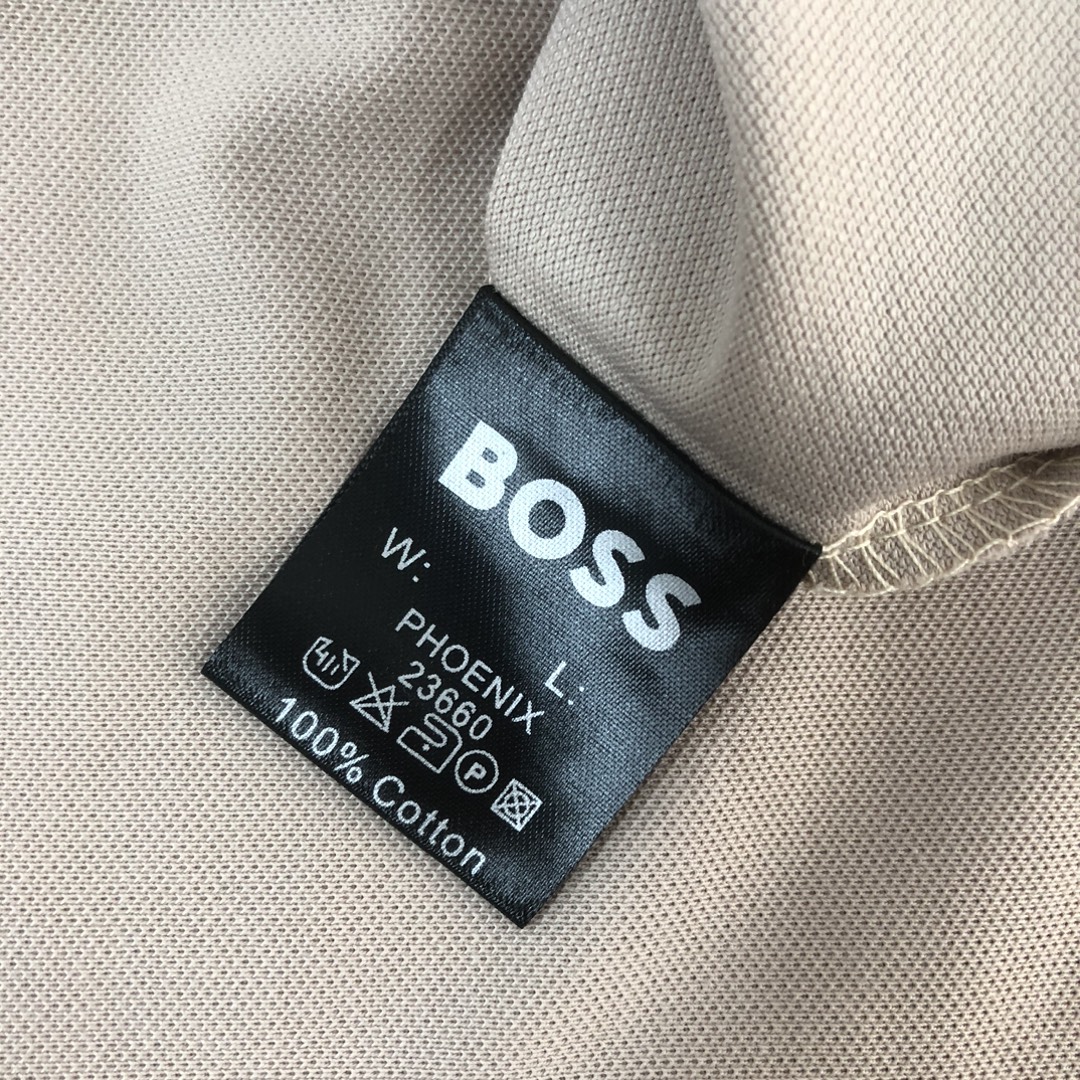 BOSS
W: L:
PHOENIX
23660
P
100% Cotton